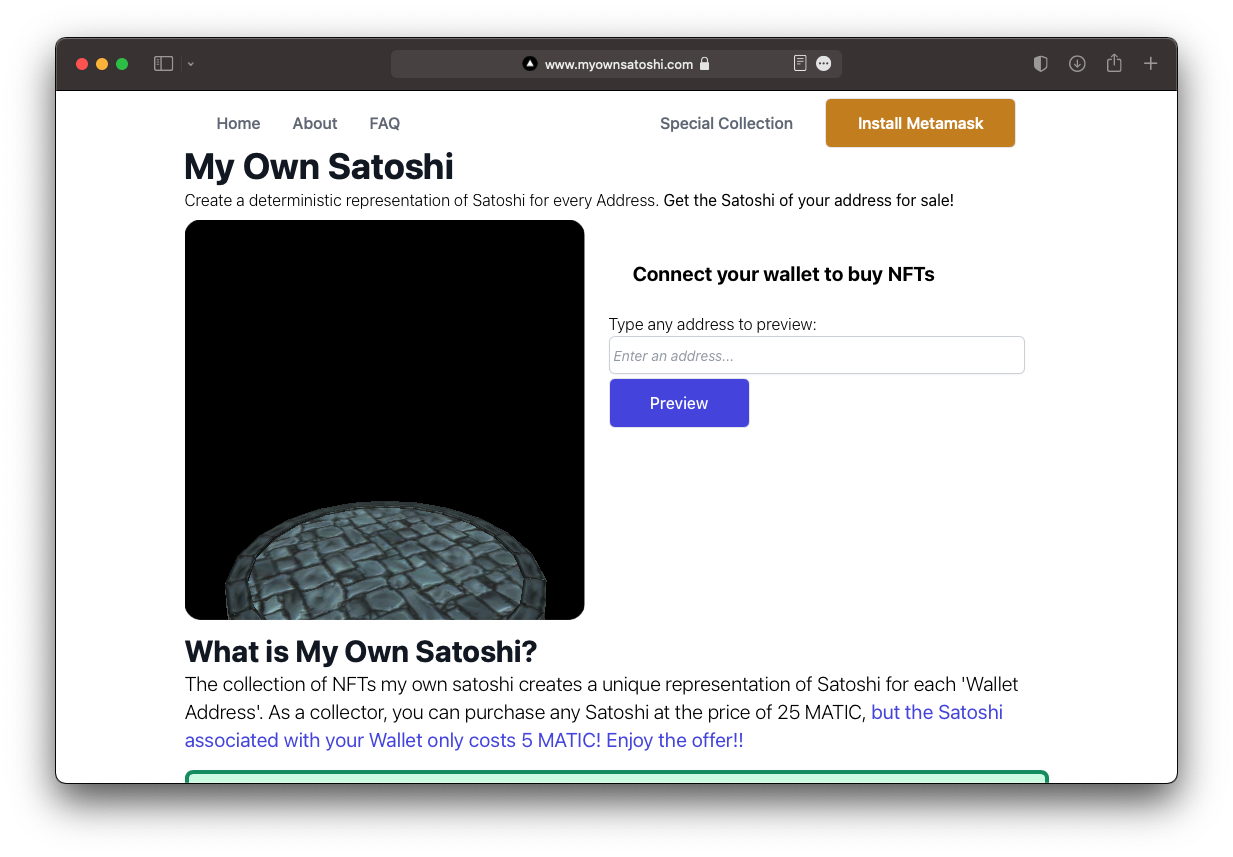 www.myownsatoshi.com
Home About FAQ Special Collection Install Metamask
My Own Satoshi
Create a deterministic representation of Satoshi for every Address. Get the Satoshi of your address for sale!
Connect your wallet to buy NFTs
Type any address to preview:
Enter an address...
Preview
What is My Own Satoshi?
The collection of NFTs my own satoshi creates a unique representation of Satoshi for each 'Wallet
Address'. As a collector, you can purchase any Satoshi at the price of 25 MATIC, but the Satoshi
associated with your Wallet only costs 5 MATIC! Enjoy the offer!!